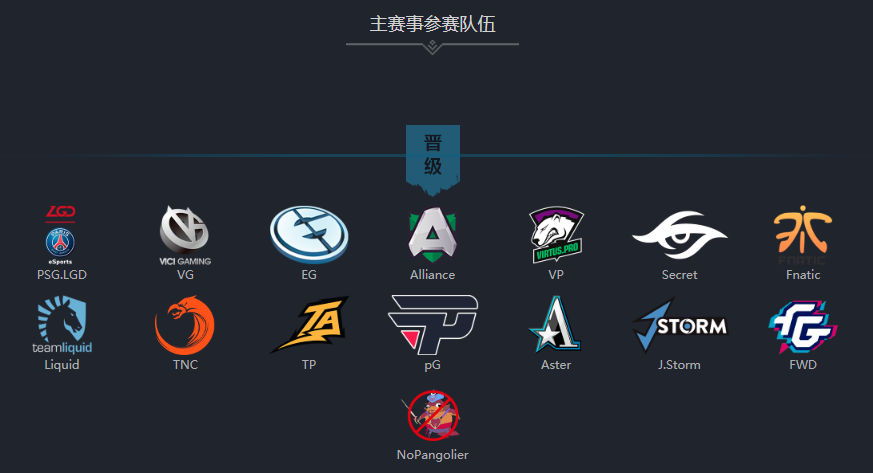 主赛事参赛队伍
晋
级
LGD
PARIS
eSports
PSG.LGD
VICI GAMING
VG
EG
Alliance
VIRTUS.PRO
VP
Secret
FNATIC
Fnatic
teamliquid
Liquid
TNC
TP
pG
Aster
STORM
J.Storm
FWD
NoPangolier